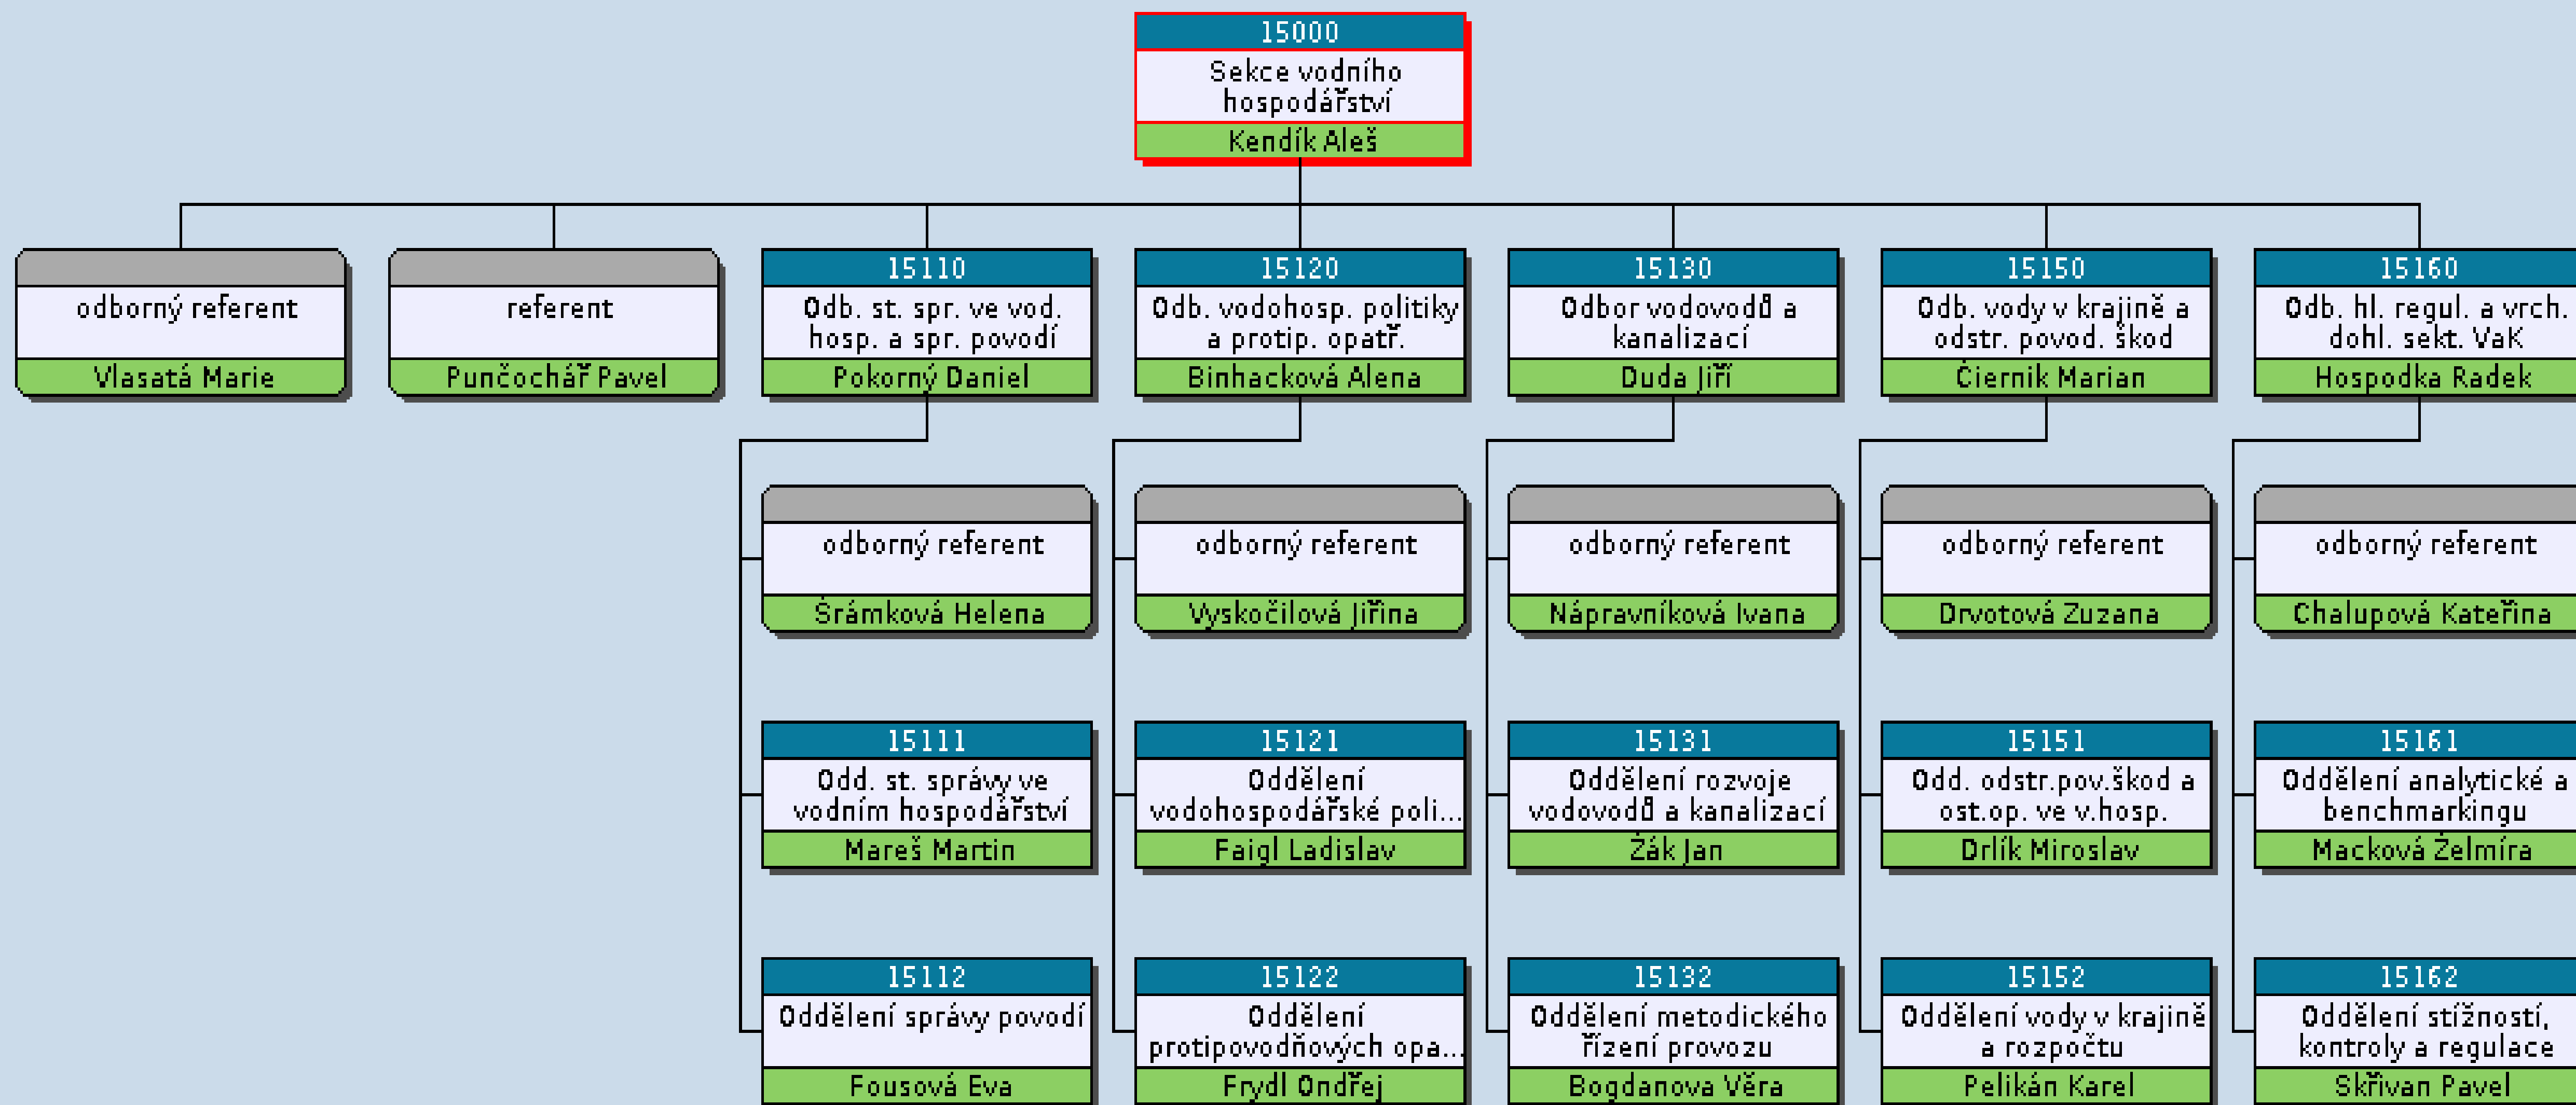 15000
Sekce vodního
hospodářství
Kendík Aleš
odborný referent
Vlasatá Marie
referent
Punčochář Pavel
15110
Odb. st. spr. ve vod.
hosp. a spr. povodí
Pokorný Daniel
15120
Odb. vodohosp. politiky
a protip. opatř.
Binhacková Alena
15130
Odbor vodovodů a
kanalizací
Duda Jiří
15150
Odb. vody v krajině a
odstr. povod. škod
Čiernik Marian
15160
Odb. hl. regul. a vrch.
dohl. sekt. VaK
Hospodka Radek
odborný referent
Šrámková Helena
odborný referent
Vyskočilová Jiřina
odborný referent
Nápravníková Ivana
odborný referent
Drvotová Zuzana
odborný referent
Chalupová Kateřina
15111
Odd. st. správy ve
vodním hospodářství
Mareš Martin
15121
Oddělení
vodohospodářské poli...
Faigl Ladislav
15131
Oddělení rozvoje
vodovodů a kanalizací
Žák Jan
15151
Odd. odstr.pov.škod a
ost.op. ve v.hosp.
Drlík Miroslav
15161
Oddělení analytické a
benchmarkingu
Macková Želmíra
15112
Oddělení správy povodí
Fousová Eva
15122
Oddělení
protipovodňových opa...
Frydl Ondřej
15132
Oddělení metodického
řízení provozu
Bogdanova Věra
15152
Oddělení vody v krajině
a rozpočtu
Pelikán Karel
15162
Oddělení stížností,
kontroly a regulace
Skřivan Pavel